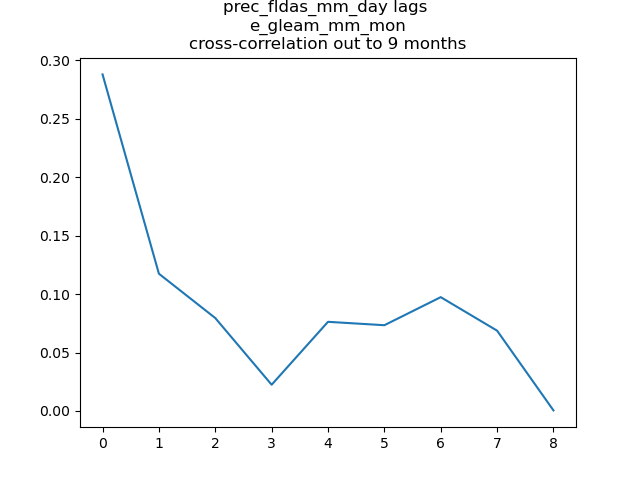 prec_fldas_mm_day lags
e_gleam_mm_mon
cross-correlation out to 9 months
0.30
0.25
0.20
0.15
0.10
0.05
0.00
0 1 2 3 4 5 6 7 8